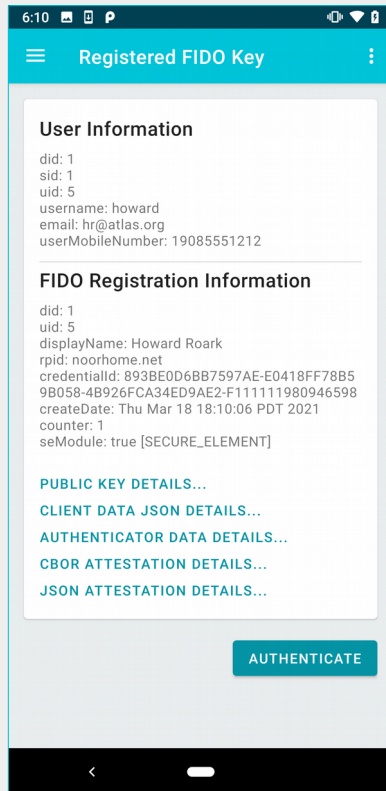 6:10
Registered FIDO Key
User Information
did: 1
sid: 1
uid: 5
username: howard
email: hr@atlas.org
userMobileNumber: 19085551212
FIDO Registration Information
did: 1
uid: 5
displayName: Howard Roark
rpid: noorhome.net
credentialId: 893BE0D6BB7597AE-E0418FF78B5
9B058-4B926FCA34ED9AE2-F111111980946598
createDate: Thu Mar 18 18:10:06 PDT 2021
counter: 1
seModule: true [SECURE_ELEMENT]
PUBLIC KEY DETAILS...
CLIENT DATA JSON DETAILS...
AUTHENTICATOR DATA DETAILS...
CBOR ATTESTATION DETAILS...
JSON ATTESTATION DETAILS...
AUTHENTICATE